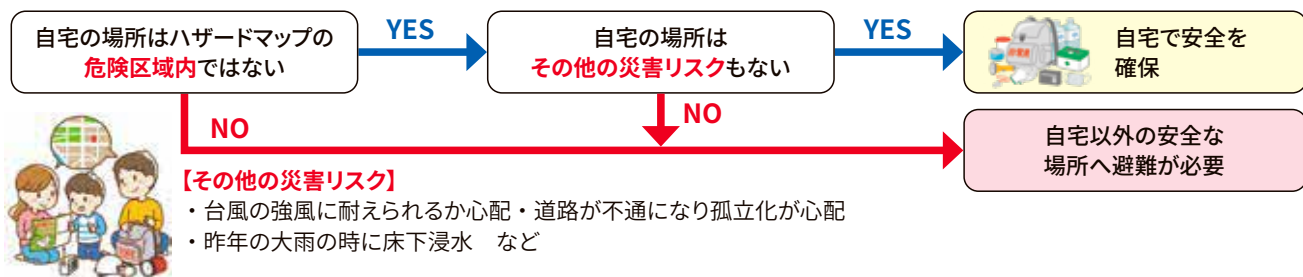 自宅の場所はハザードマップの
危険区域内ではない
YES
自宅の場所は
その他の災害リスクもない
YES
自宅で安全を
確保
NO
NO
自宅以外の安全な
場所へ避難が必要
【その他の災害リスク】
・台風の強風に耐えられるか心配・道路が不通になり孤立化が心配
・昨年の大雨の時に床下浸水　など